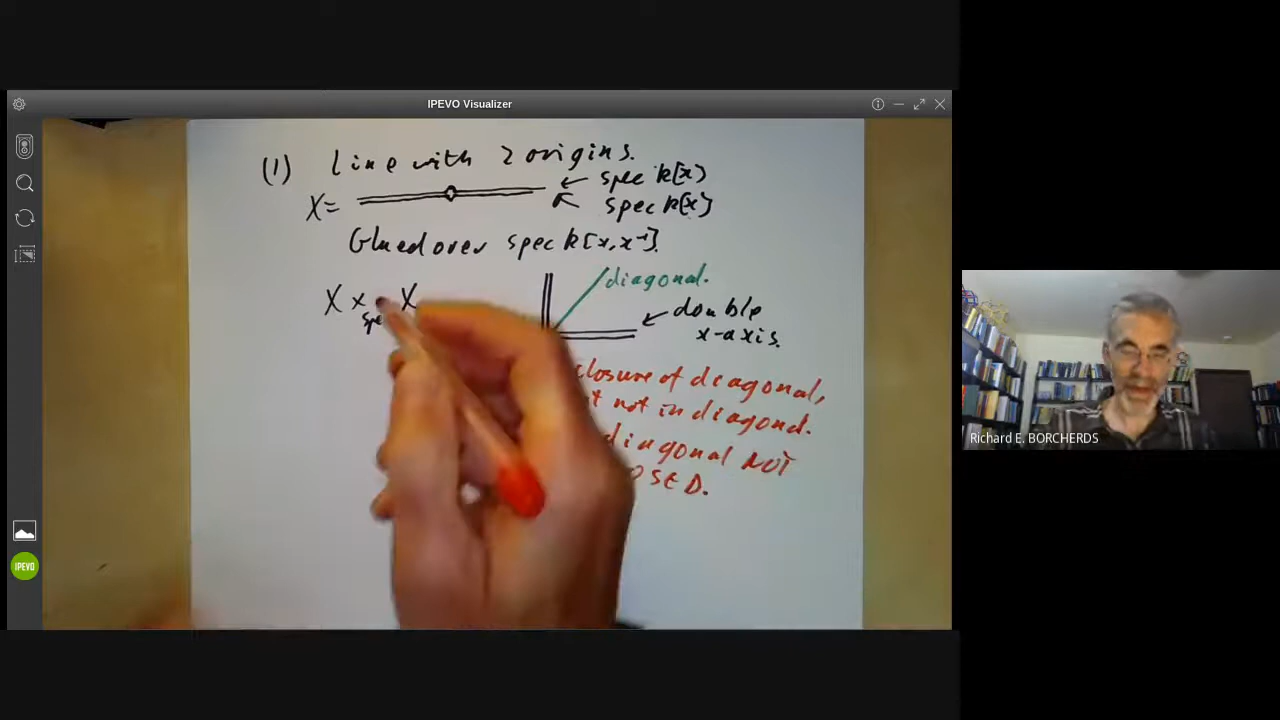 IPEVO Visualizer
(1) Line with 2 origins.
X= ← spec k[x]
spec k[x]
Glued over spec k[x, x⁻¹].
X × X
diagonal.
← double
x-axis.
closure of diagonal,
not in diagonal.
diagonal NOT
Richard E. BORCHERDS
IPEVO